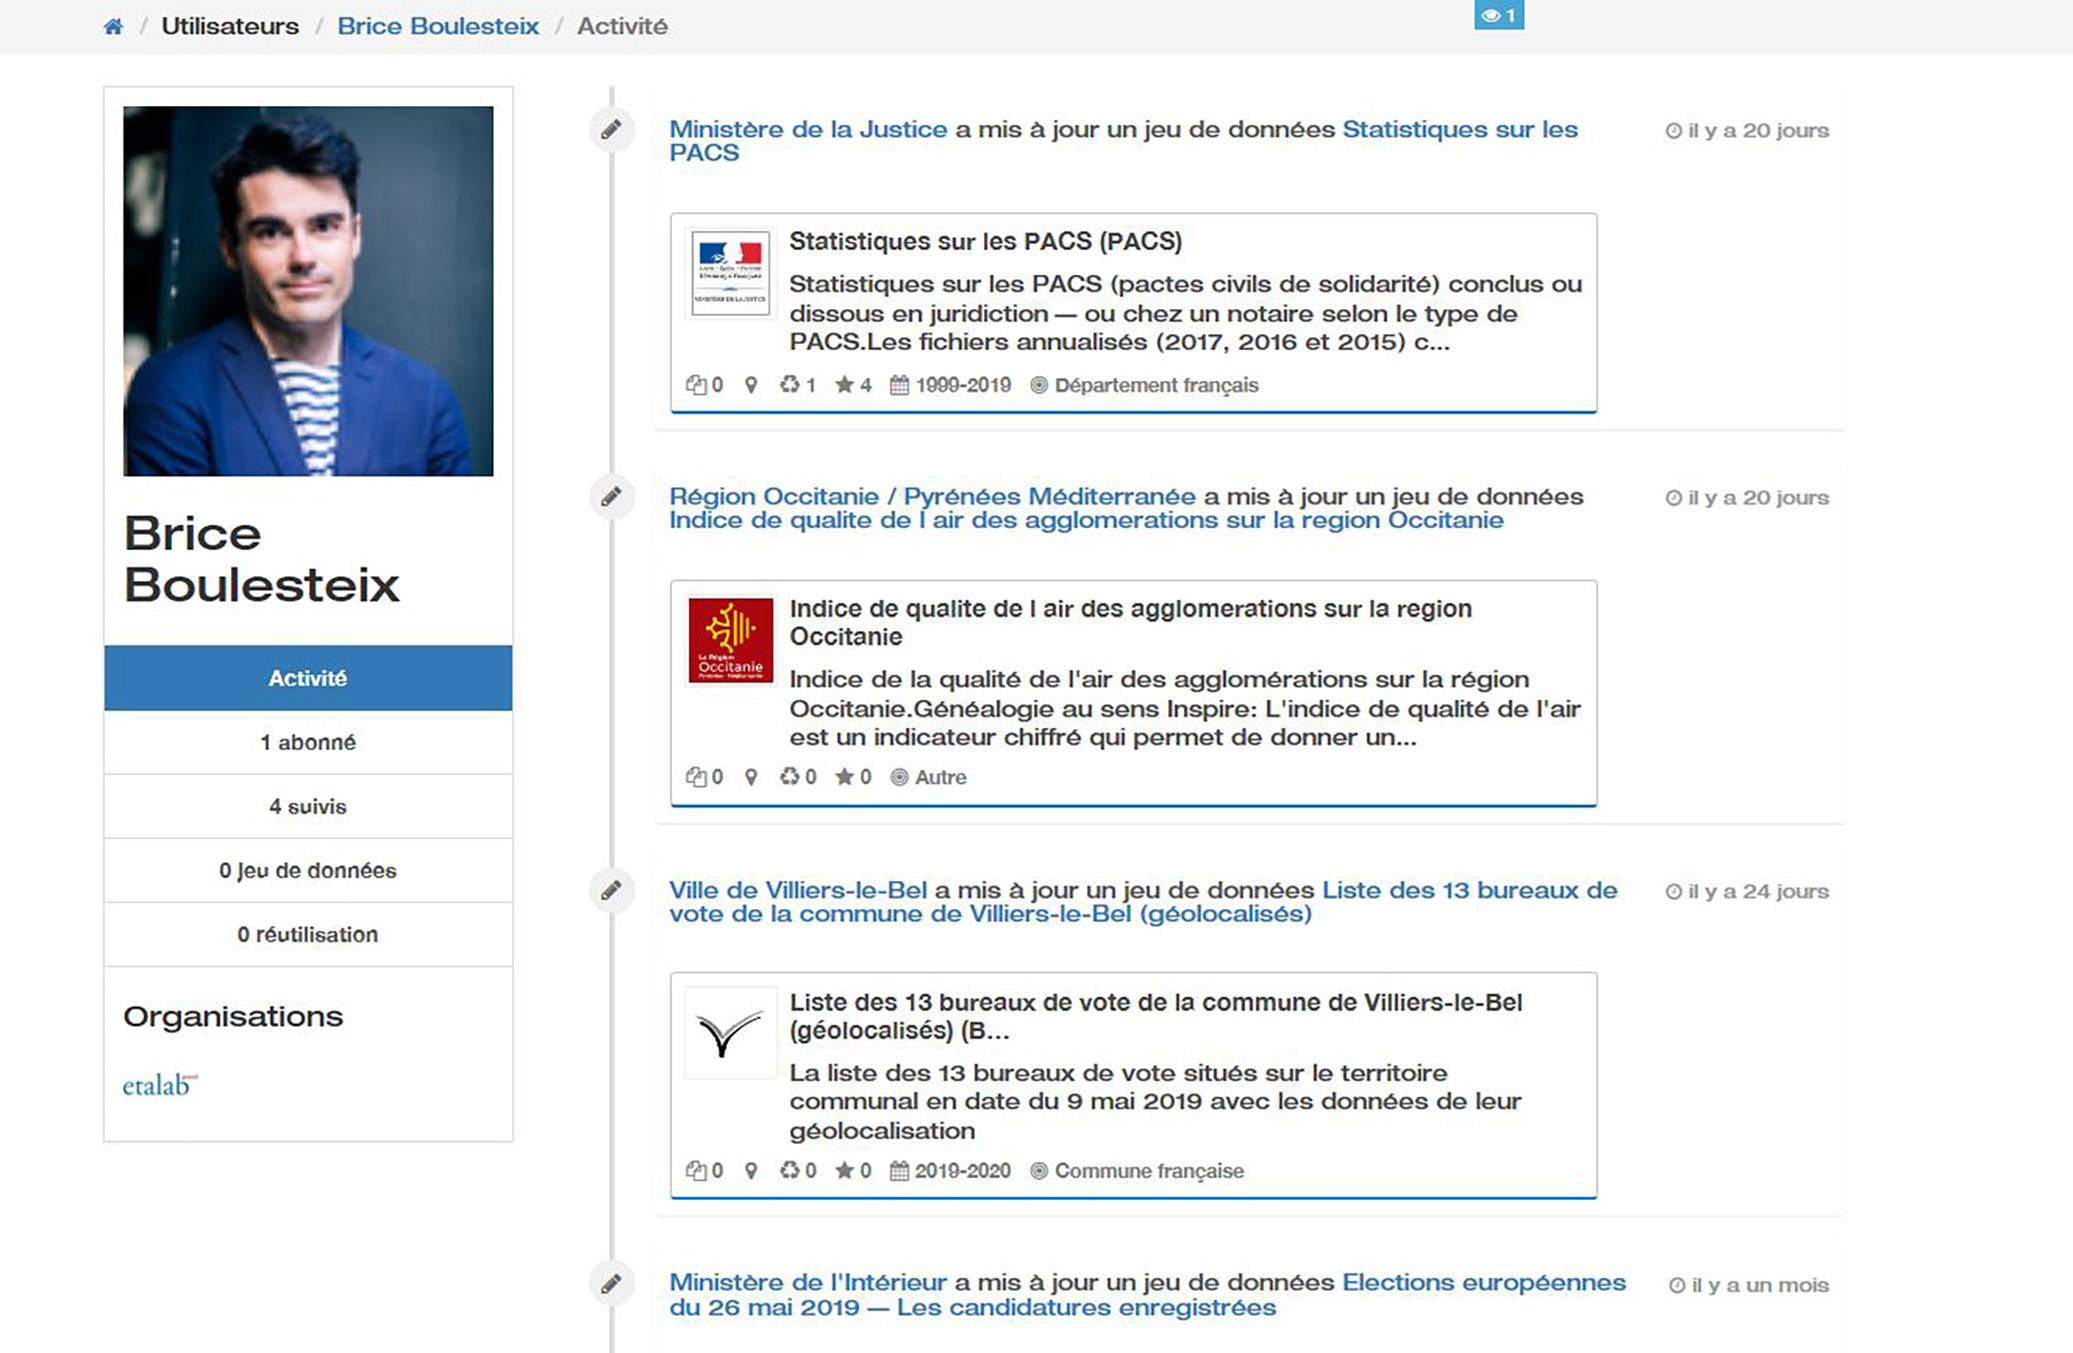 / Utilisateurs / Brice Boulesteix / Activité
1
Brice
Boulesteix
Activité
1 abonné
4 suivis
0 Jeu de données
0 réutilisation
Organisations
etalab
Ministère de la Justice a mis à jour un jeu de données Statistiques sur les
PACS
il y a 20 jours
Statistiques sur les PACS (PACS)
Statistiques sur les PACS (pactes civils de solidarité) conclus ou
dissous en juridiction — ou chez un notaire selon le type de
PACS.Les fichiers annualisés (2017, 2016 et 2015) c...
0 1 4 1999-2019 Département français
Région Occitanie / Pyrénées Méditerranée a mis à jour un jeu de données
Indice de qualite de l air des agglomerations sur la region Occitanie
il y a 20 jours
La Région
Occitanie
Pyrénées - Méditerranée
Indice de qualite de l air des agglomerations sur la region
Occitanie
Indice de la qualité de l'air des agglomérations sur la région
Occitanie.Généalogie au sens Inspire: L'indice de qualité de l'air
est un indicateur chiffré qui permet de donner un...
0 0 0 Autre
Ville de Villiers-le-Bel a mis à jour un jeu de données Liste des 13 bureaux de
vote de la commune de Villiers-le-Bel (géolocalisés)
il y a 24 jours
Liste des 13 bureaux de vote de la commune de Villiers-le-Bel
(géolocalisés) (B...
La liste des 13 bureaux de vote situés sur le territoire
communal en date du 9 mai 2019 avec les données de leur
géolocalisation
0 0 0 2019-2020 Commune française
Ministère de l'Intérieur a mis à jour un jeu de données Elections européennes
du 26 mai 2019 — Les candidatures enregistrées
il y a un mois